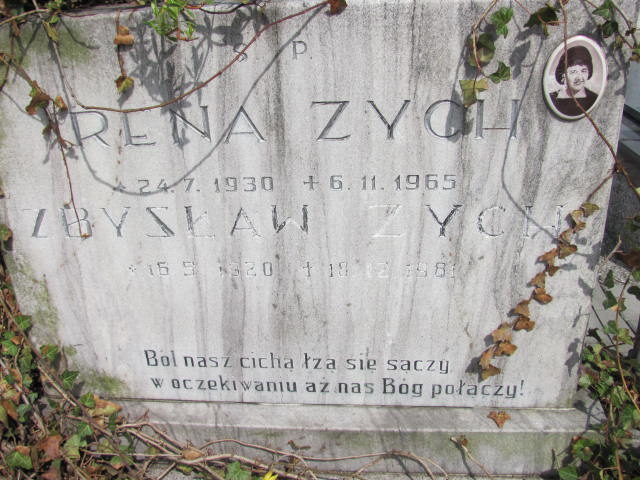 Ś P
IRENA ZYCH
* 24.7.1930 + 6.11.1965
ZBYSŁAW ZYCH
* 16 9 1920 + 18 12 1981
Ból nasz cichą łzą się sączy
w oczekiwaniu aż nas Bóg połączy!